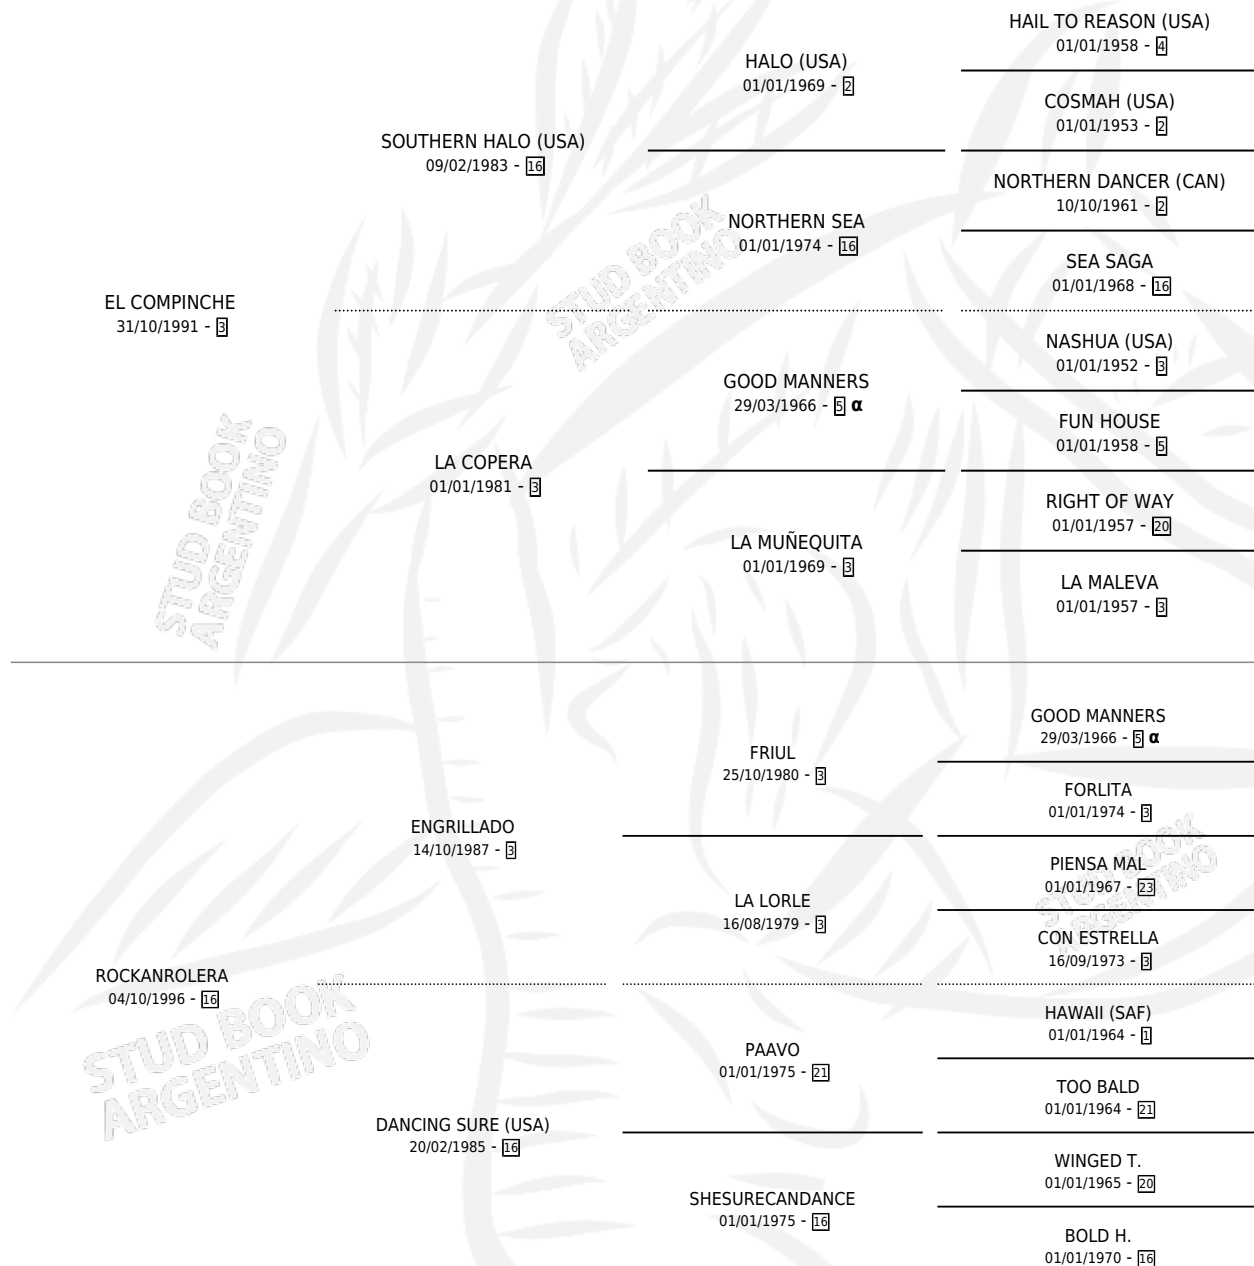 HAIL TO REASON (USA)
01/01/1958 - 4
HALO (USA)
01/01/1969 - 2
COSMAH (USA)
01/01/1953 - 2
SOUTHERN HALO (USA)
09/02/1983 - 16
NORTHERN DANCER (CAN)
10/10/1961 - 2
NORTHERN SEA
01/01/1974 - 16
SEA SAGA
01/01/1968 - 16
STUD BOOK
ARGENTINO
EL COMPINCHE
31/10/1991 - 3
NASHUA (USA)
01/01/1952 - 3
GOOD MANNERS
29/03/1966 - 5 α
FUN HOUSE
01/01/1958 - 5
LA COPERA
01/01/1981 - 3
RIGHT OF WAY
01/01/1957 - 20
LA MUÑEQUITA
01/01/1969 - 3
LA MALEVA
01/01/1957 - 3
STUD BOOK
ARGENTINO
GOOD MANNERS
29/03/1966 - 5 α
FRIUL
25/10/1980 - 3
FORLITA
01/01/1974 - 3
ENGRILLADO
14/10/1987 - 3
PIENSA MAL
01/01/1967 - 23
LA LORLE
16/08/1979 - 3
CON ESTRELLA
16/09/1973 - 3
STUD BOOK
ARGENTINO
ROCKANROLERA
04/10/1996 - 16
HAWAII (SAF)
01/01/1964 - 1
PAAVO
01/01/1975 - 21
TOO BALD
01/01/1964 - 21
STUD BOOK
ARGENTINO
DANCING SURE (USA)
20/02/1985 - 16
WINGED T.
01/01/1965 - 20
SHESURECANDANCE
01/01/1975 - 16
BOLD H.
01/01/1970 - 16